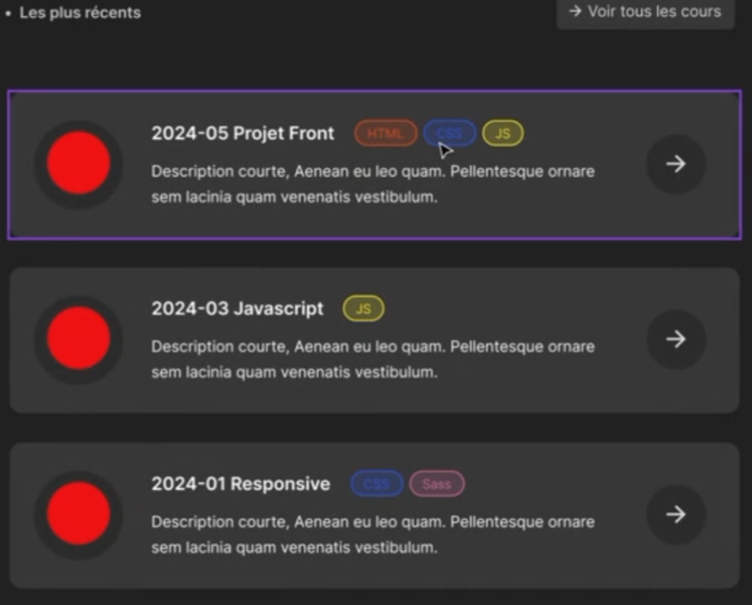 • Les plus récents
→ Voir tous les cours
2024-05 Projet Front HTML CSS JS
Description courte, Aenean eu leo quam. Pellentesque ornare
sem lacinia quam venenatis vestibulum.
→
2024-03 Javascript JS
Description courte, Aenean eu leo quam. Pellentesque ornare
sem lacinia quam venenatis vestibulum.
→
2024-01 Responsive CSS Sass
Description courte, Aenean eu leo quam. Pellentesque ornare
sem lacinia quam venenatis vestibulum.
→